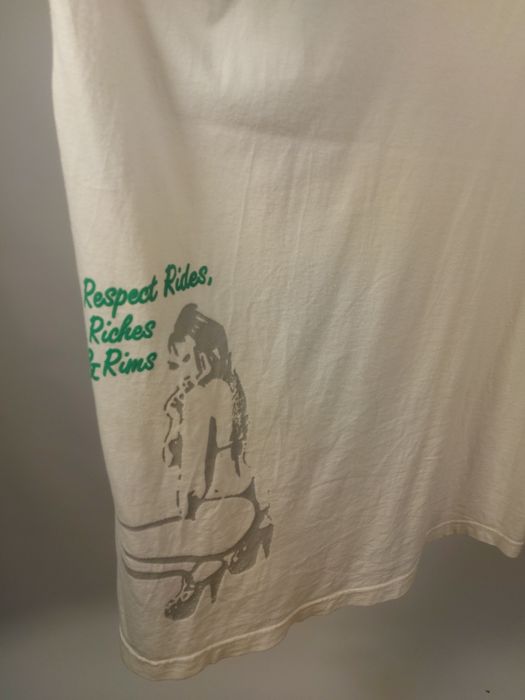 Respect Rides,
Riches
& Rims